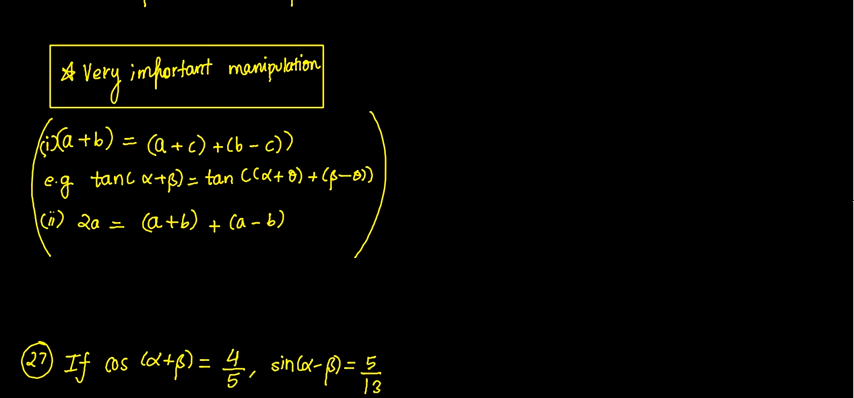 ☆ Very important manipulation
(i)(a+b) = (a+c) + (b-c))
e.g tan(α+β) = tan((α+θ)+(β-θ))
(ii) 2a = (a+b) + (a-b)
(27) If cos(α+β) = 4/5, sin(α-β) = 5/13